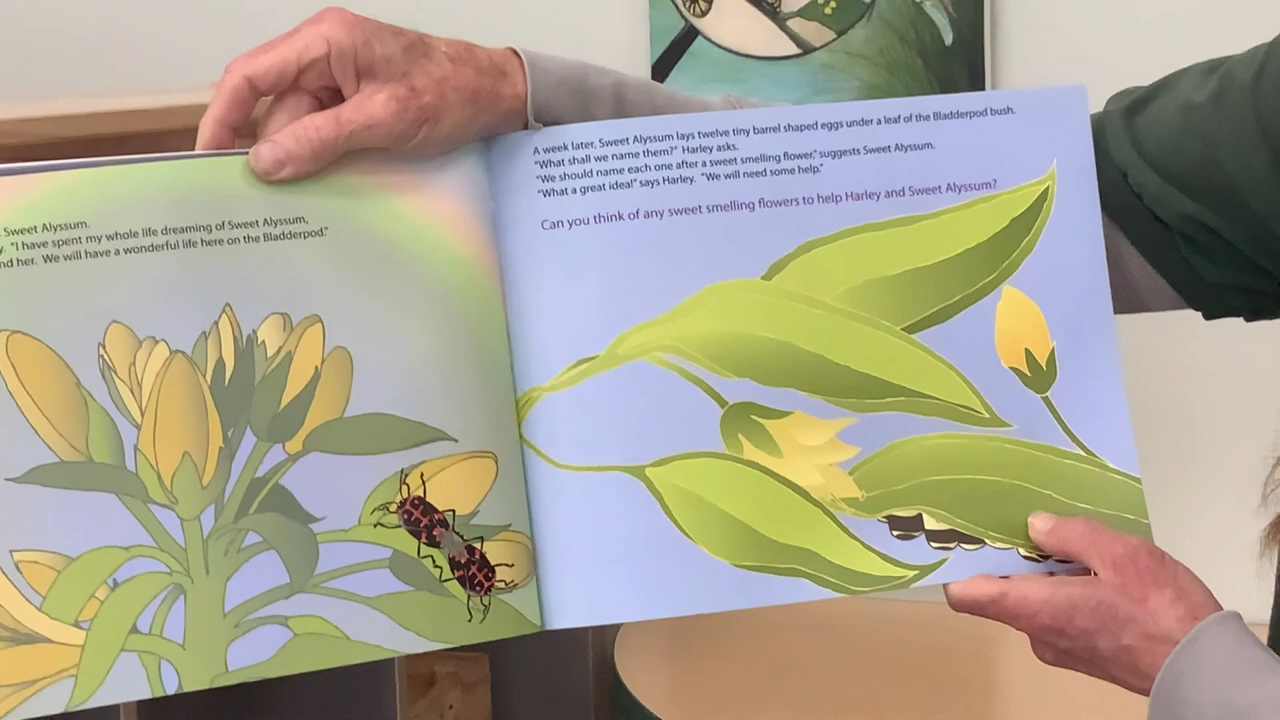 Sweet Alyssum.
"I have spent my whole life dreaming of Sweet Alyssum,
nd her. We will have a wonderful life here on the Bladderpod."
A week later, Sweet Alyssum lays twelve tiny barrel shaped eggs under a leaf of the Bladderpod bush.
"What shall we name them?" Harley asks.
"We should name each one after a sweet smelling flower," suggests Sweet Alyssum.
"What a great idea!" says Harley. "We will need some help."
Can you think of any sweet smelling flowers to help Harley and Sweet Alyssum?